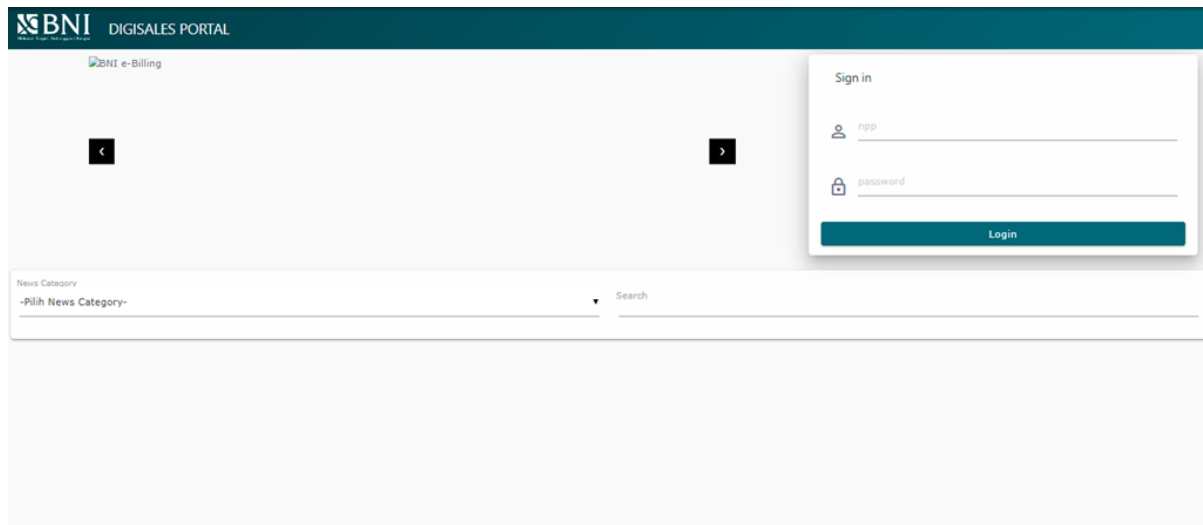 BNI DIGISALES PORTAL
BNI e-Billing
Sign in
npp
password
Login
News Category
-Pilih News Category-
Search